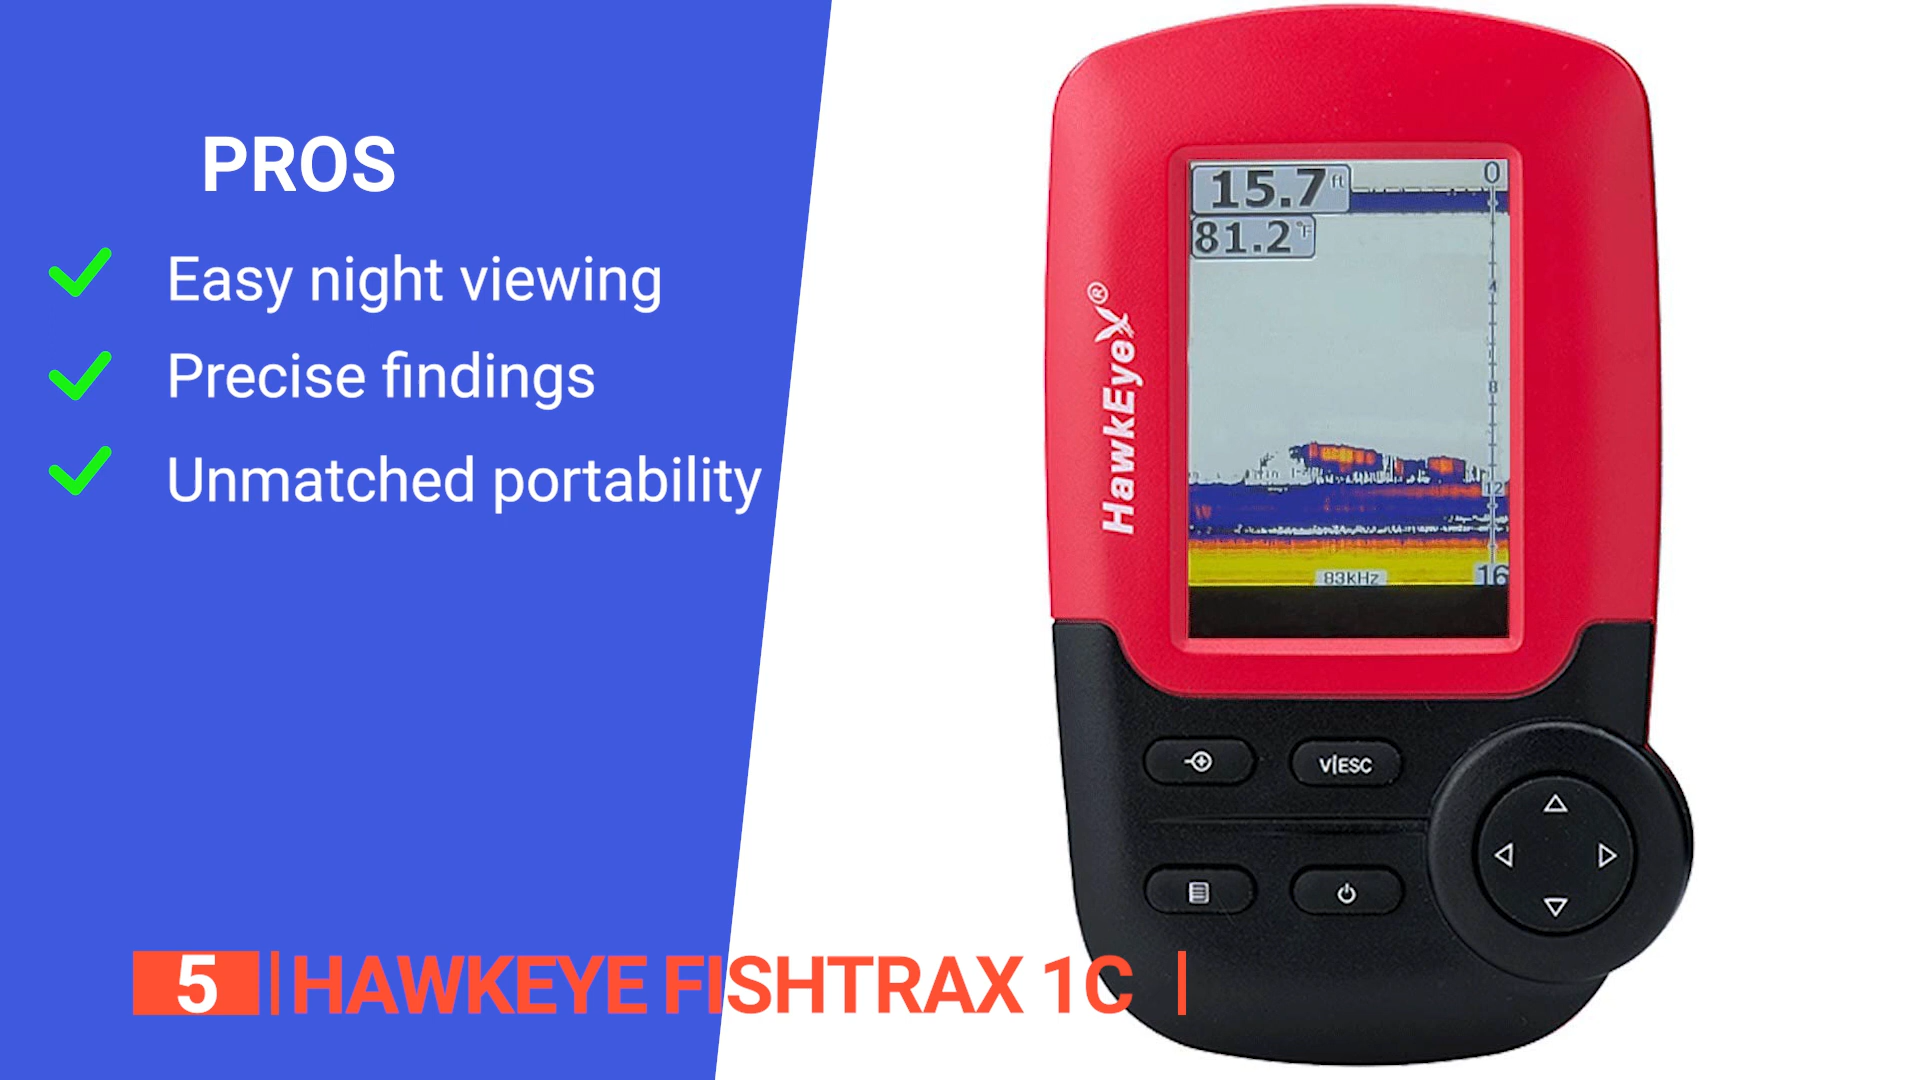 PROS
Easy night viewing
Precise findings
Unmatched portability
HawkEye®
15.7 ft
81.2 °F
0
4
8
12
16
83kHz
V|ESC
5 HAWKEYE FISHTRAX 1C